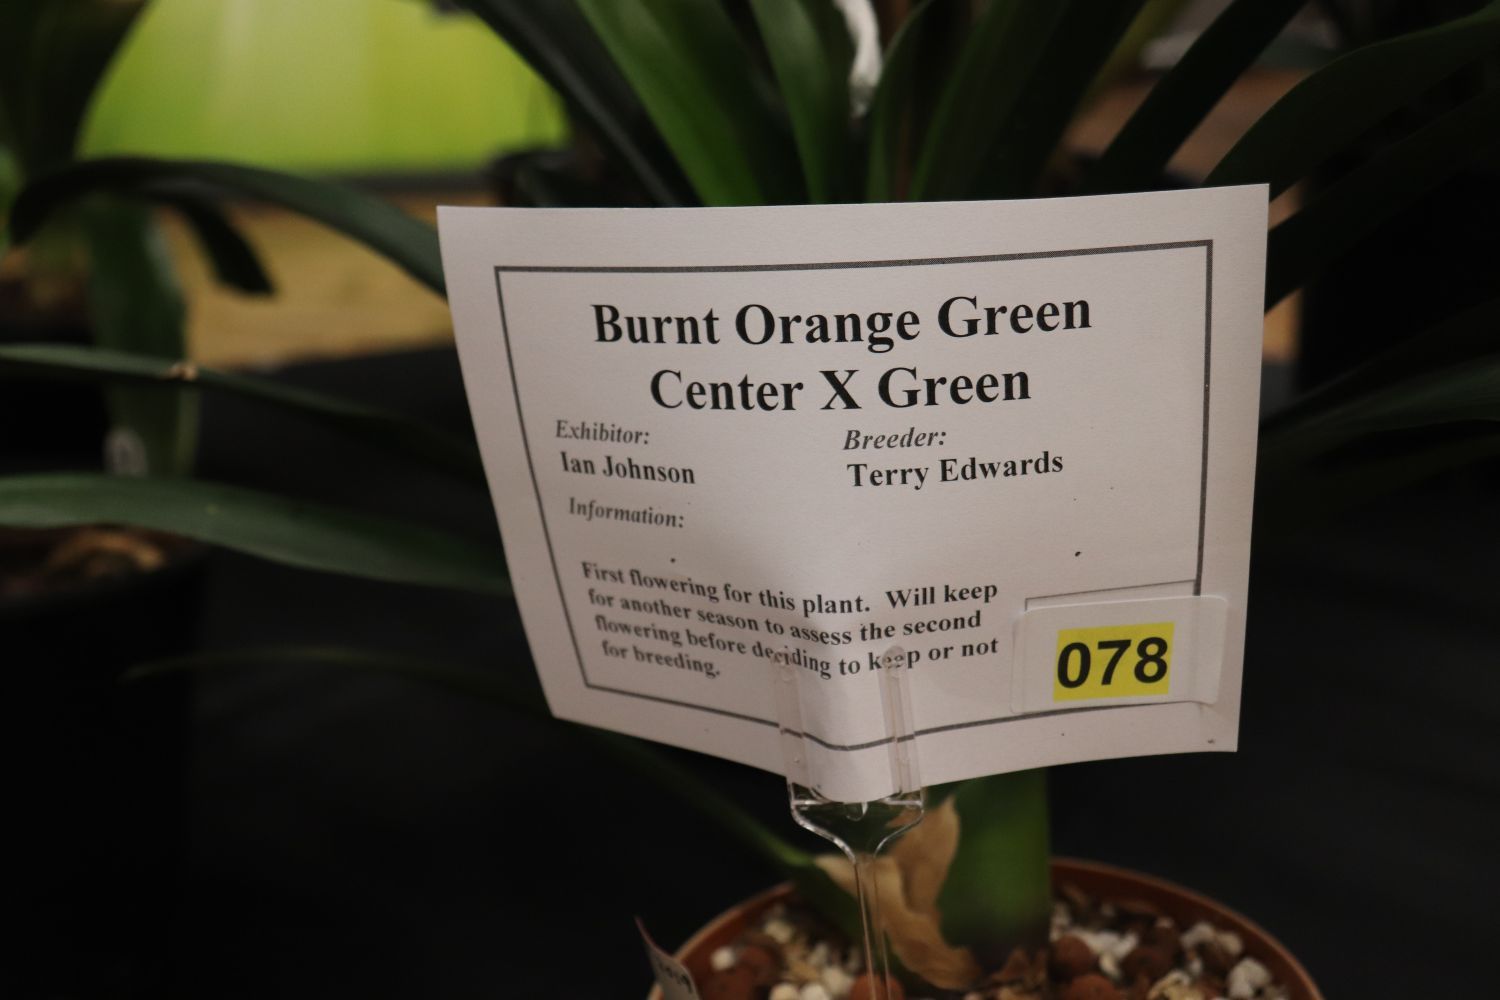 Burnt Orange Green
Center X Green
Exhibitor:
Ian Johnson
Breeder:
Terry Edwards
Information:
First flowering for this plant. Will keep
for another season to assess the second
flowering before deciding to keep or not
for breeding.
078